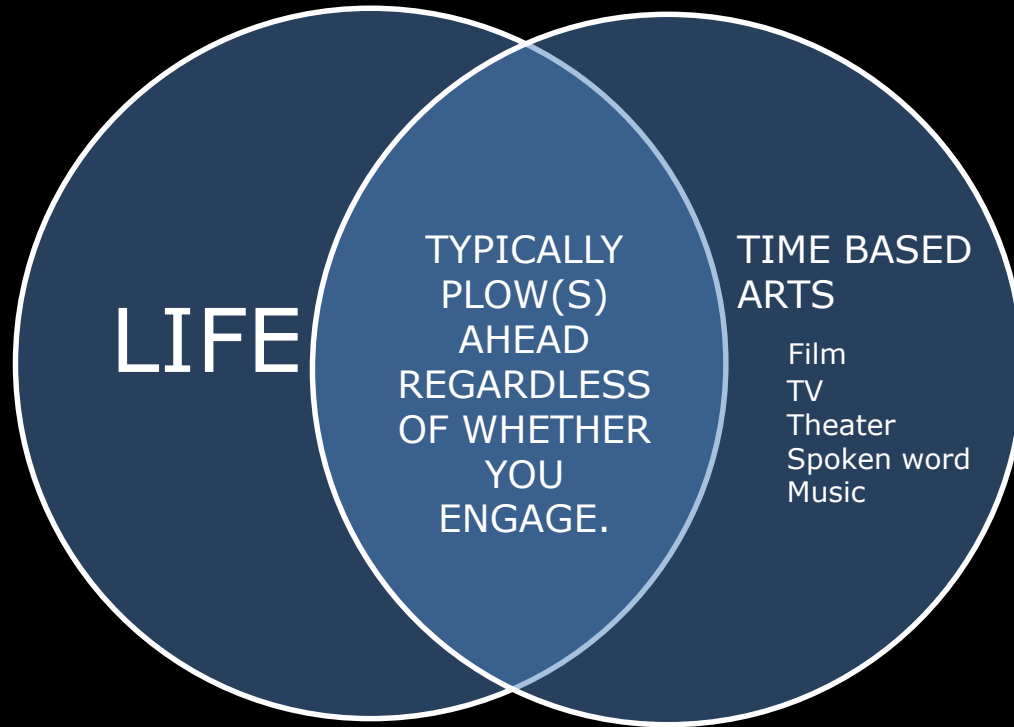 LIFE
TYPICALLY
PLOW(S)
AHEAD
REGARDLESS
OF WHETHER
YOU
ENGAGE.
TIME BASED
ARTS
Film
TV
Theater
Spoken word
Music